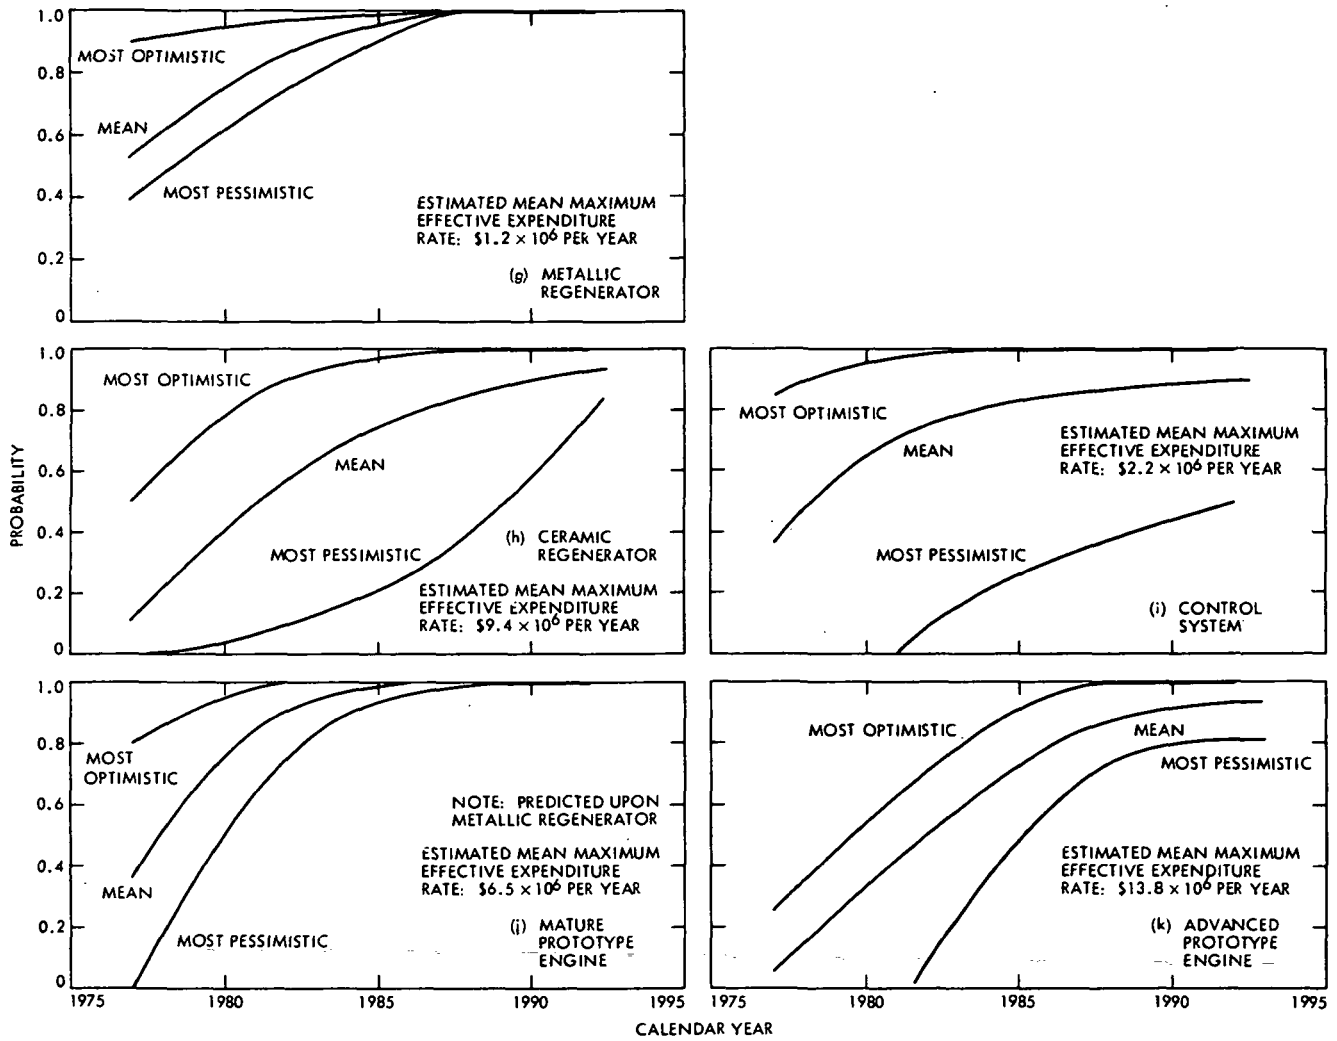 1.0
0.8
0.6
0.4
0.2
0
MOST OPTIMISTIC
MEAN
MOST PESSIMISTIC
ESTIMATED MEAN MAXIMUM
EFFECTIVE EXPENDITURE
RATE: $1.2 × 10⁶ PER YEAR
(g) METALLIC
REGENERATOR
PROBABILITY
1.0
0.8
0.6
0.4
0.2
0
MOST OPTIMISTIC
MEAN
MOST PESSIMISTIC
(h) CERAMIC
REGENERATOR
ESTIMATED MEAN MAXIMUM
EFFECTIVE EXPENDITURE
RATE: $9.4 × 10⁶ PER YEAR
MOST OPTIMISTIC
MEAN
MOST PESSIMISTIC
ESTIMATED MEAN MAXIMUM
EFFECTIVE EXPENDITURE
RATE: $2.2 × 10⁶ PER YEAR
(i) CONTROL
SYSTEM
1.0
0.8
0.6
0.4
0.2
0
MOST
OPTIMISTIC
MEAN
MOST PESSIMISTIC
NOTE: PREDICTED UPON
METALLIC REGENERATOR
ESTIMATED MEAN MAXIMUM
EFFECTIVE EXPENDITURE
RATE: $6.5 × 10⁶ PER YEAR
(j) MATURE
PROTOTYPE
ENGINE
1975 1980 1985 1990 1995
MOST OPTIMISTIC
MEAN
MOST PESSIMISTIC
ESTIMATED MEAN MAXIMUM
EFFECTIVE EXPENDITURE
RATE: $13.8 × 10⁶ PER YEAR
(k) ADVANCED
PROTOTYPE
ENGINE
1975 1980 1985 1990 1995
CALENDAR YEAR